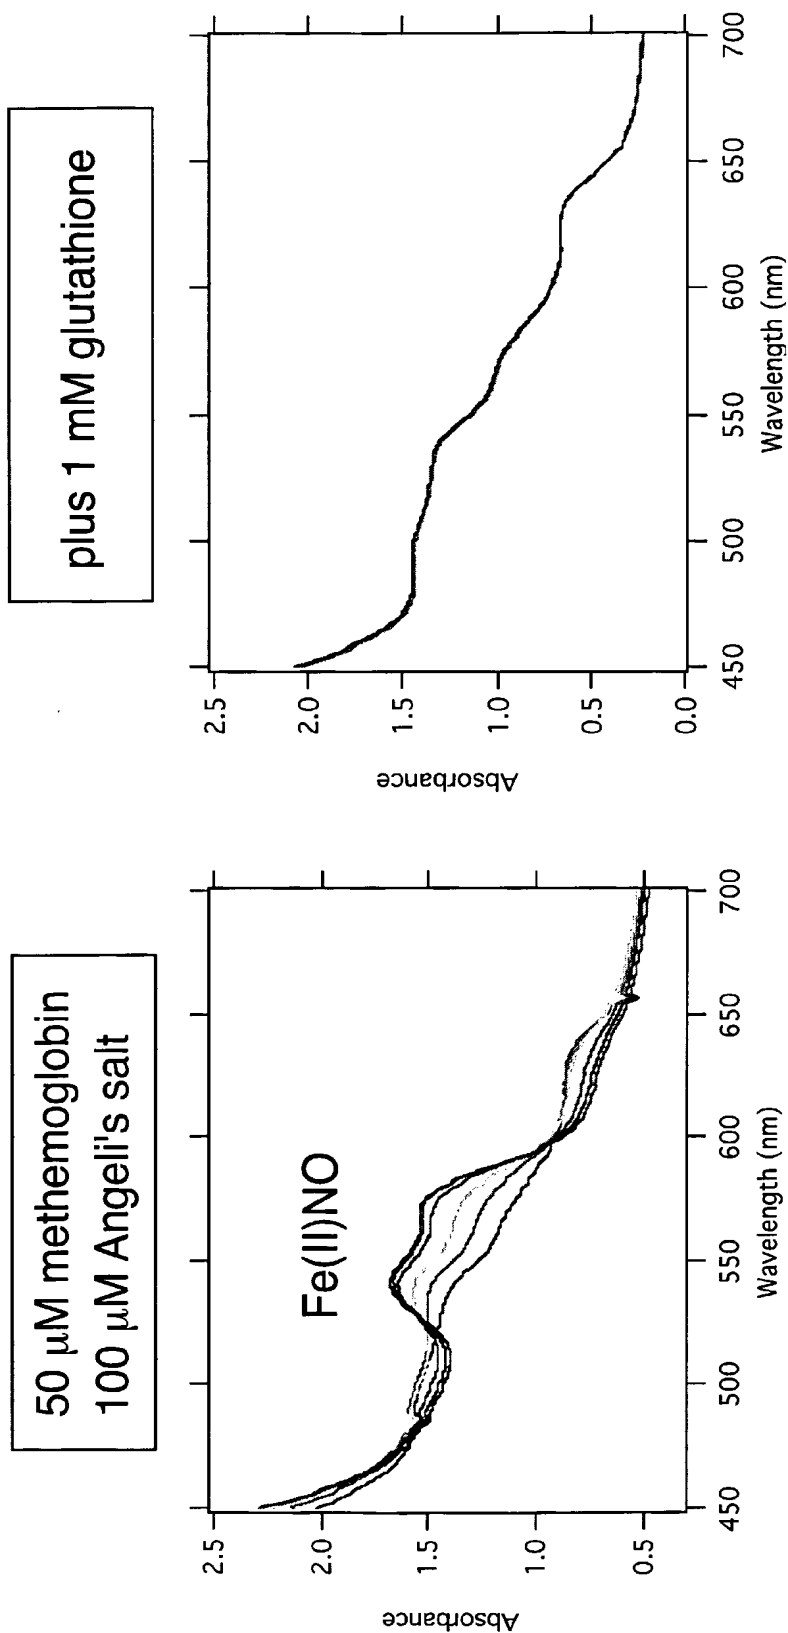 50 μM methemoglobin
100 μM Angeli's salt
Fe(II)NO
Absorbance
2.5
2.0
1.5
1.0
0.5
450
500
550
600
650
700
Wavelength (nm)
plus 1 mM glutathione
Absorbance
2.5
2.0
1.5
1.0
0.5
0.0
450
500
550
600
650
700
Wavelength (nm)